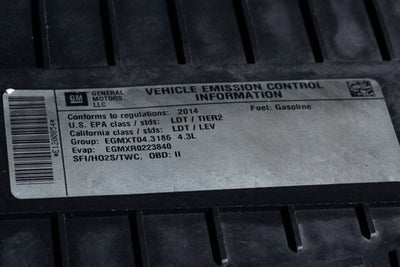 GM GENERAL MOTORS LLC
VEHICLE EMISSION CONTROL INFORMATION
Conforms to regulations: 2014 Fuel: Gasoline
U.S. EPA class / stds: LDT / TIER2
California class / stds: LDT / LEV
Group: EGMXT04.3186 4.3L
Evap: EGMXR0223840
SFI/HO2S/TWC, OBD: II